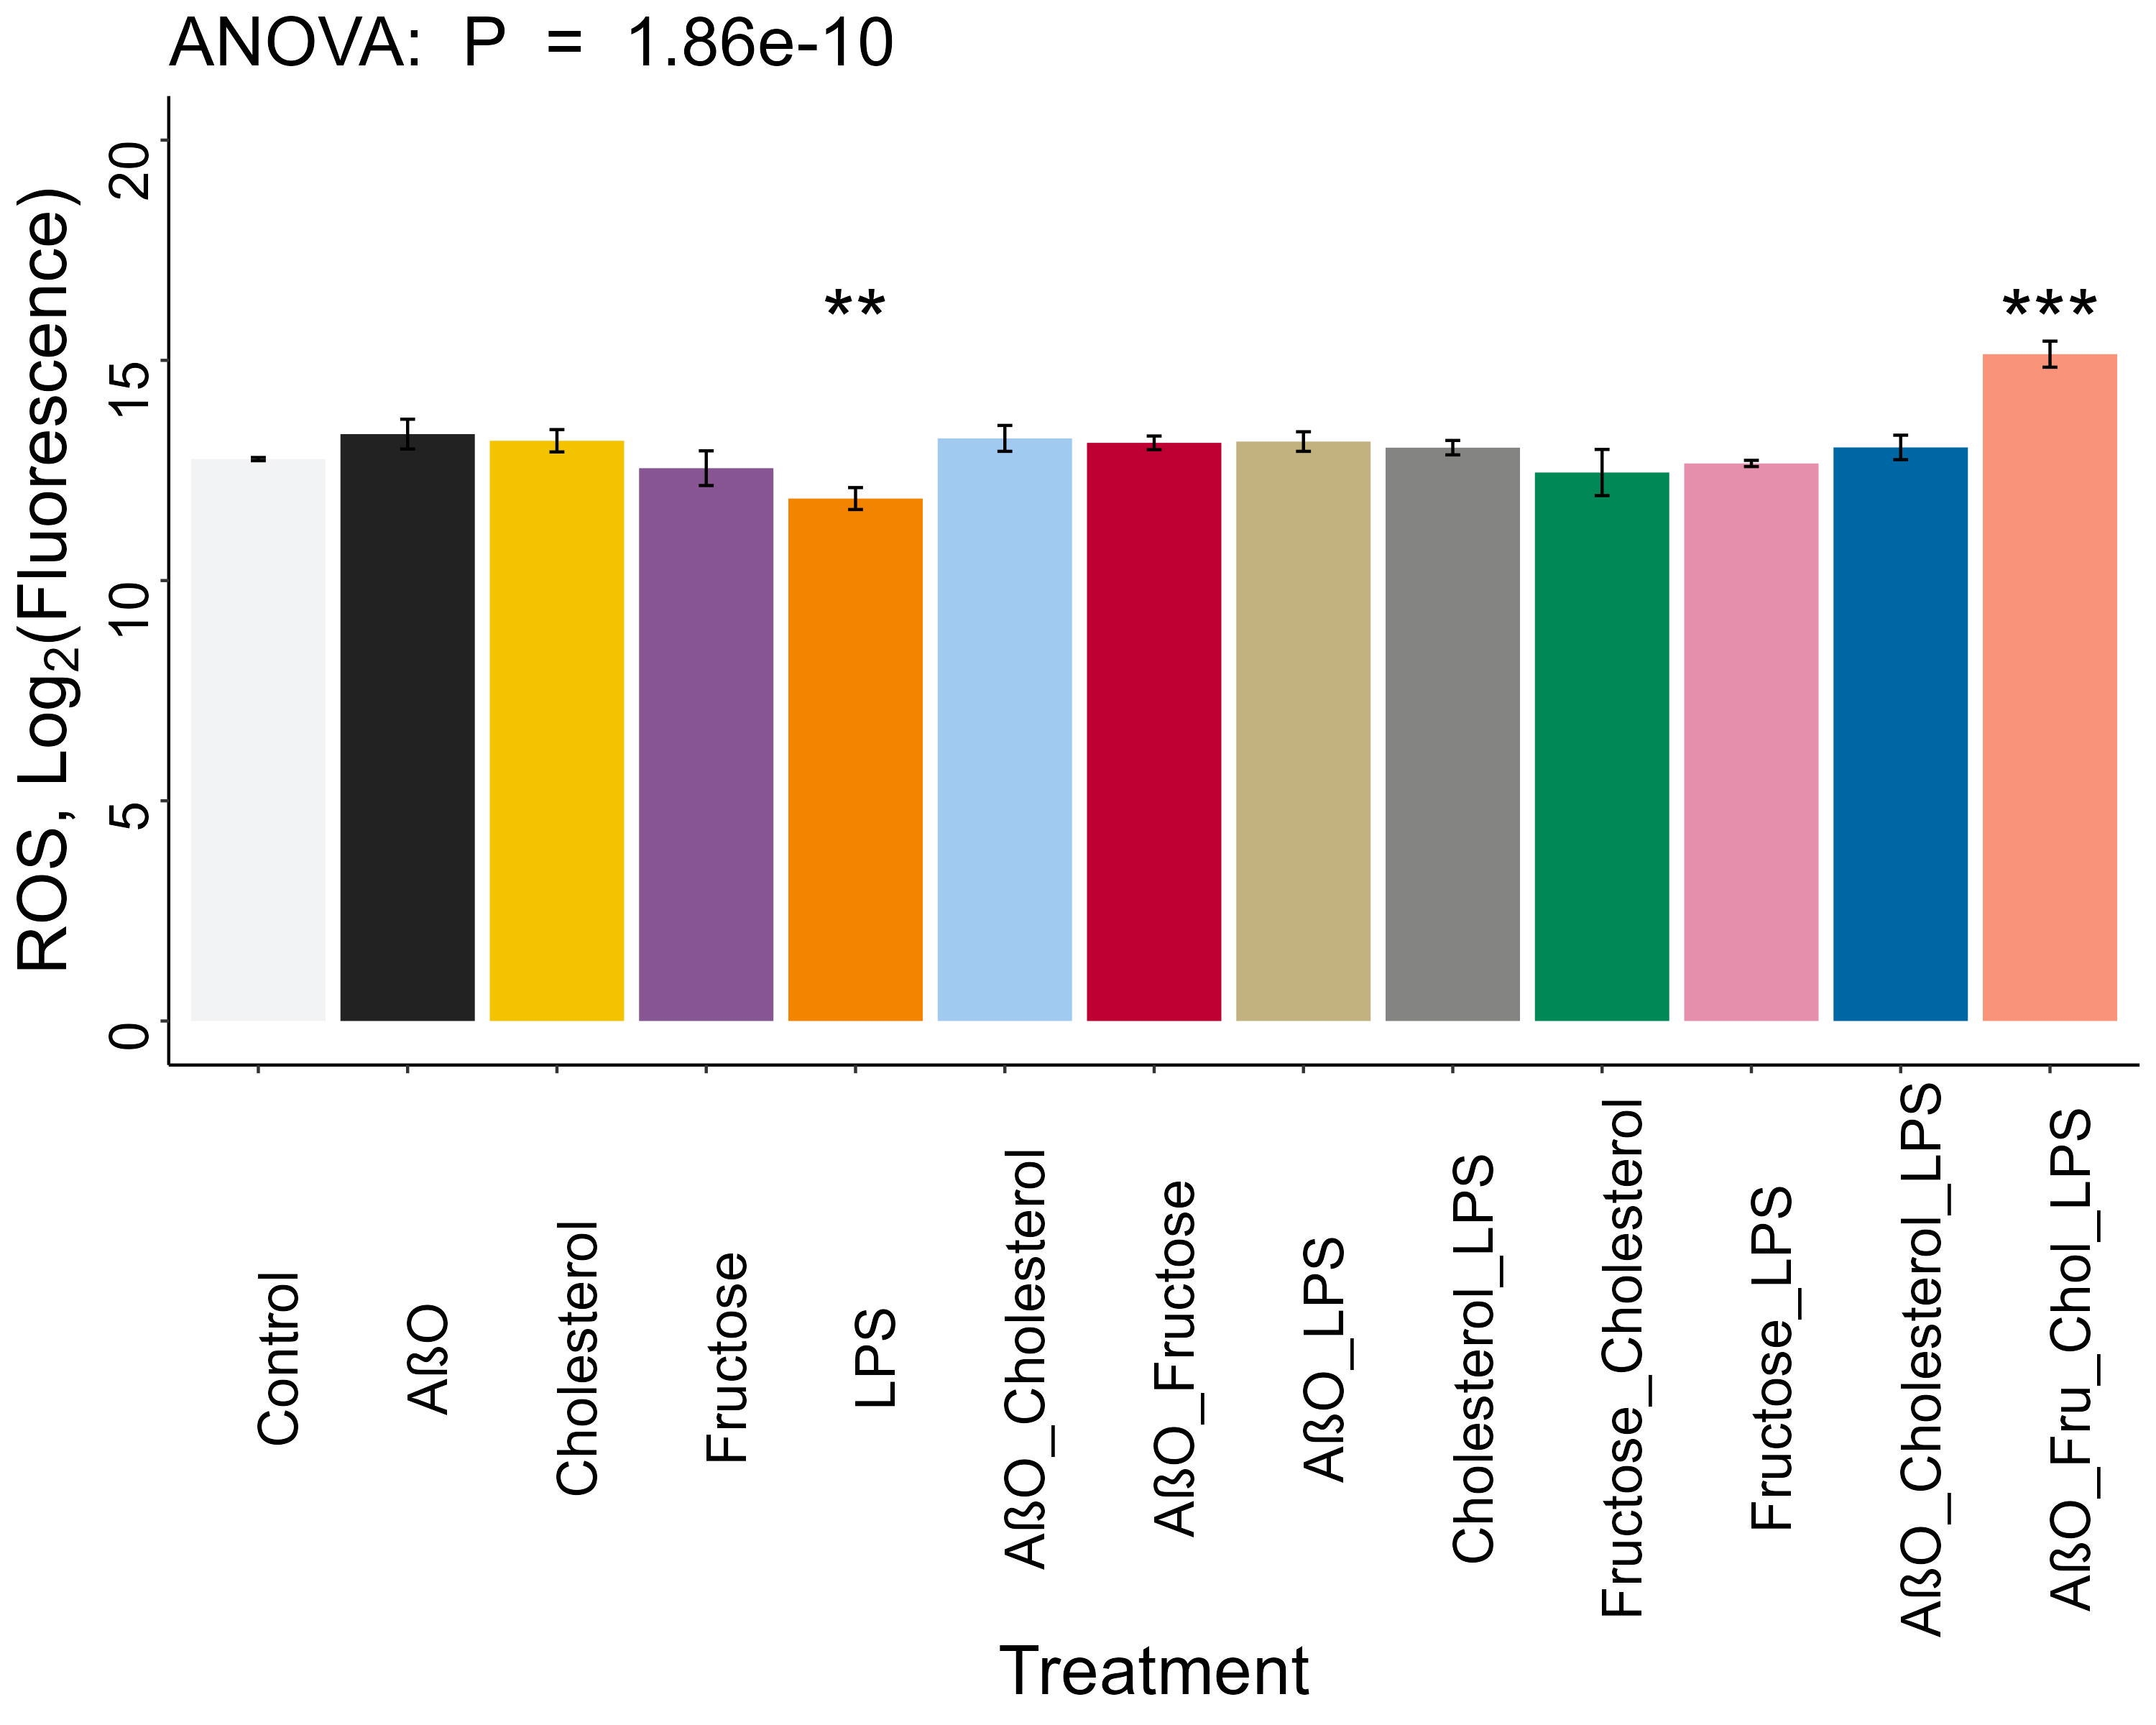 ANOVA: P = 1.86e-10
ROS, Log₂(Fluorescence)
20
15
10
5
0
**
***
Control
AßO
Cholesterol
Fructose
LPS
AßO_Cholesterol
AßO_Fructose
AßO_LPS
Cholesterol_LPS
Fructose_Cholesterol
Fructose_LPS
AßO_Cholesterol_LPS
AßO_Fru_Chol_LPS
Treatment